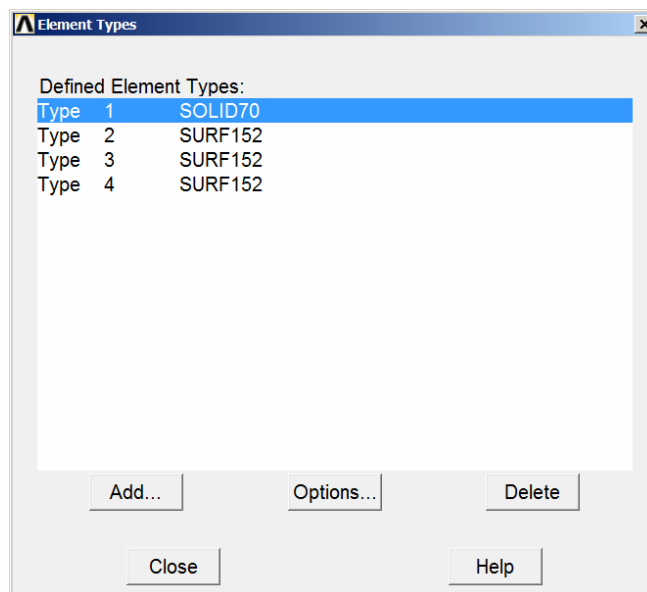 Element Types
Defined Element Types:
Type 1 SOLID70
Type 2 SURF152
Type 3 SURF152
Type 4 SURF152
Add... Options... Delete
Close Help